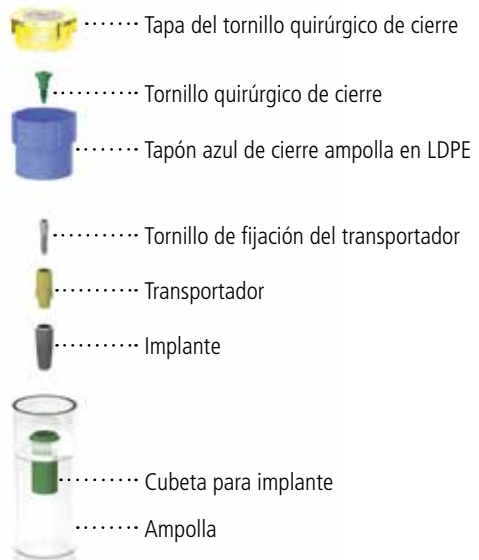 Tapa del tornillo quirúrgico de cierre
Tornillo quirúrgico de cierre
Tapón azul de cierre ampolla en LDPE
Tornillo de fijación del transportador
Transportador
Implante
Cubeta para implante
Ampolla